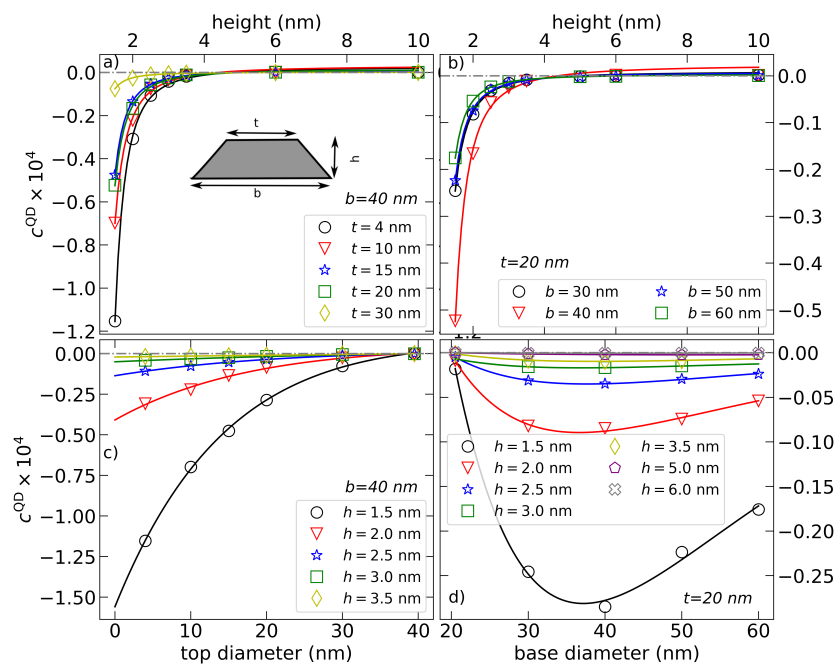 height (nm)
height (nm)
2 4 6 8 10
2 4 6 8 10
a)
b)
0.0
−0.2
−0.4
−0.6
−0.8
−1.0
−1.2
c^QD × 10^4
t
h
b
b=40 nm
t = 4 nm
t = 10 nm
t = 15 nm
t = 20 nm
t = 30 nm
0.0
−0.1
−0.2
−0.3
−0.4
−0.5
t=20 nm
b = 30 nm
b = 40 nm
b = 50 nm
b = 60 nm
0.00
−0.25
−0.50
−0.75
−1.00
−1.25
−1.50
c^QD × 10^4
c)
b=40 nm
h = 1.5 nm
h = 2.0 nm
h = 2.5 nm
h = 3.0 nm
h = 3.5 nm
0 10 20 30 40
top diameter (nm)
0.00
−0.05
−0.10
−0.15
−0.20
−0.25
h = 1.5 nm
h = 2.0 nm
h = 2.5 nm
h = 3.0 nm
h = 3.5 nm
h = 5.0 nm
h = 6.0 nm
d)
t=20 nm
20 30 40 50 60
base diameter (nm)